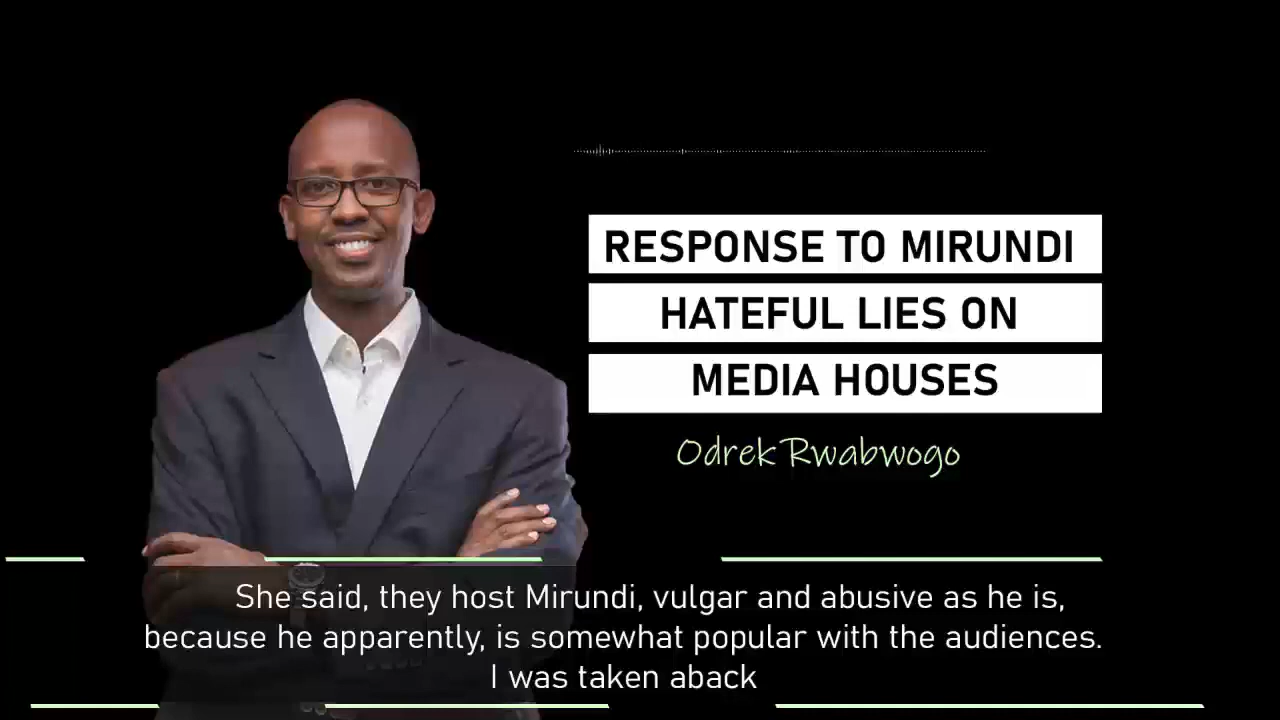 RESPONSE TO MIRUNDI
HATEFUL LIES ON
MEDIA HOUSES
Odrek Rwabwogo
She said, they host Mirundi, vulgar and abusive as he is,
because he apparently, is somewhat popular with the audiences.
I was taken aback